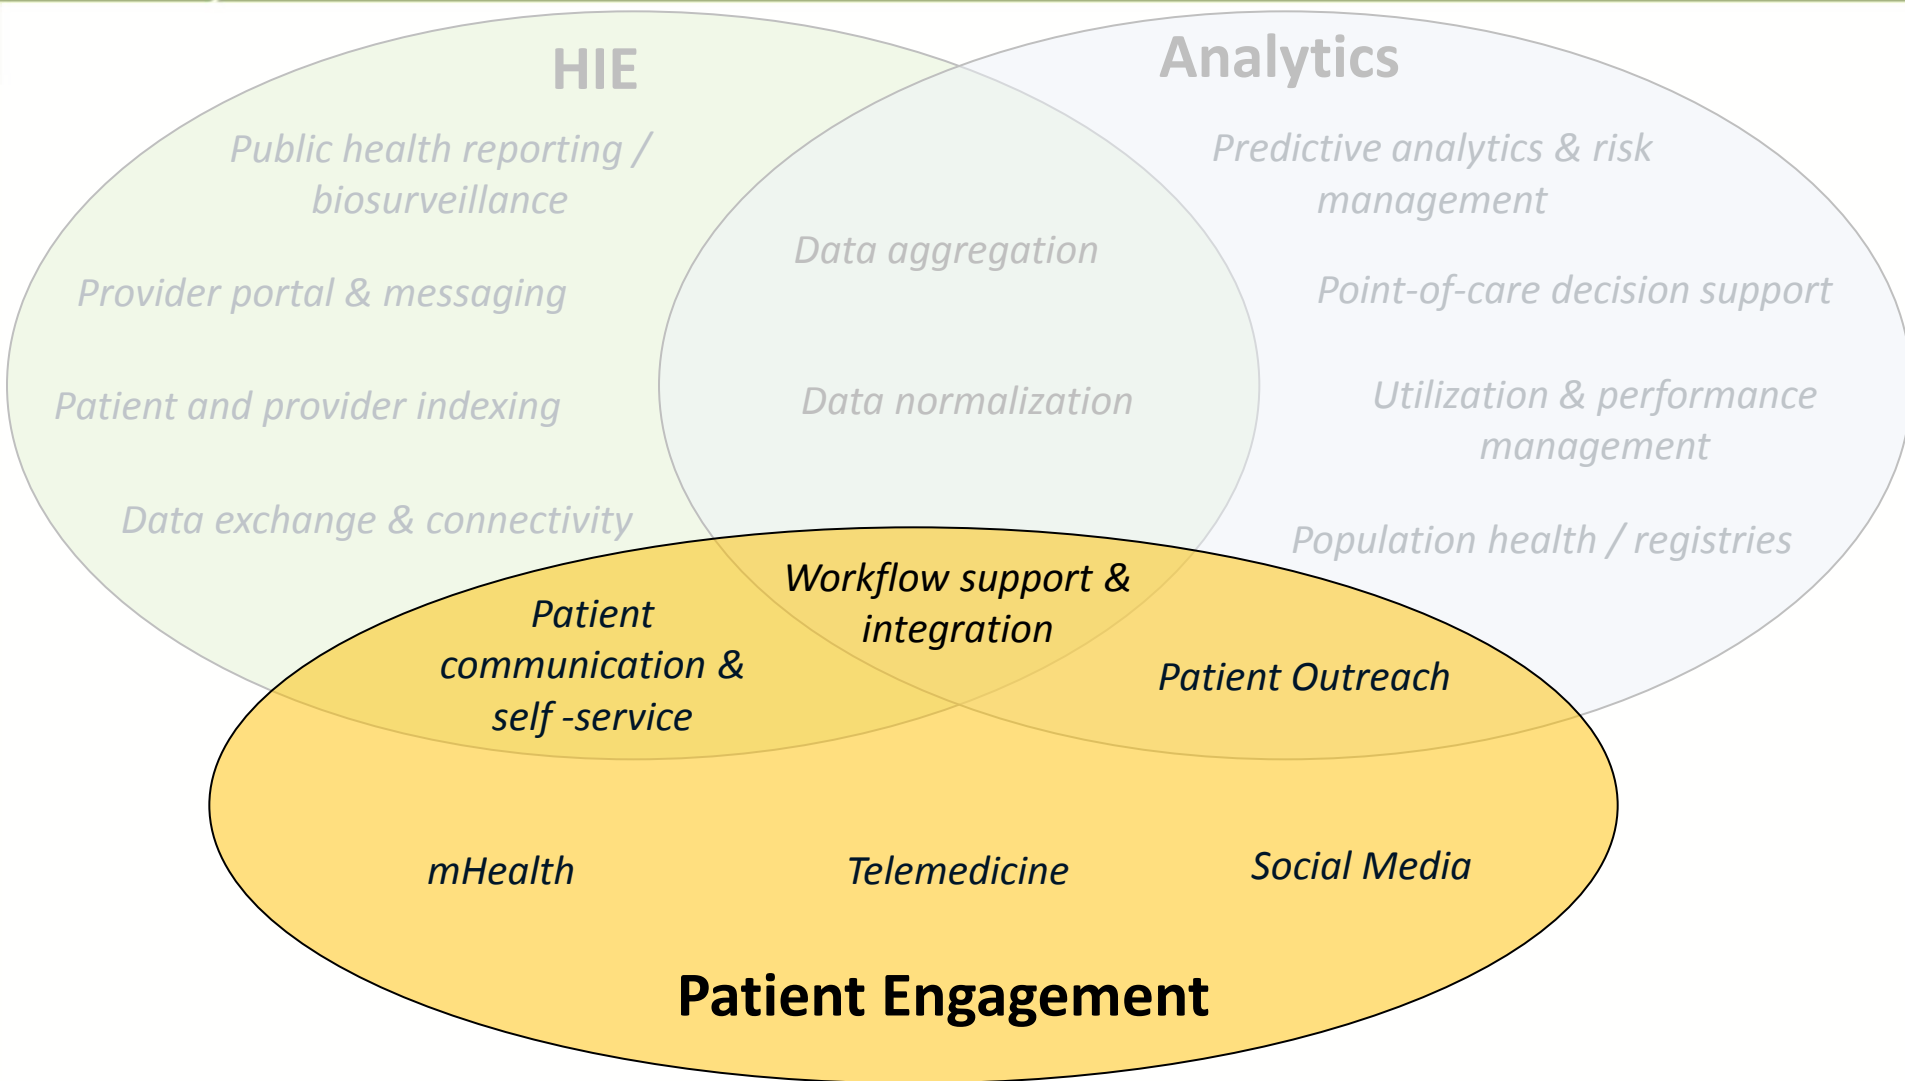 HIE
Public health reporting /
biosurveillance
Provider portal & messaging
Patient and provider indexing
Data exchange & connectivity
Data aggregation
Data normalization
Analytics
Predictive analytics & risk
management
Point-of-care decision support
Utilization & performance
management
Population health / registries
Workflow support &
integration
Patient
communication &
self -service
Patient Outreach
mHealth
Telemedicine
Social Media
Patient Engagement